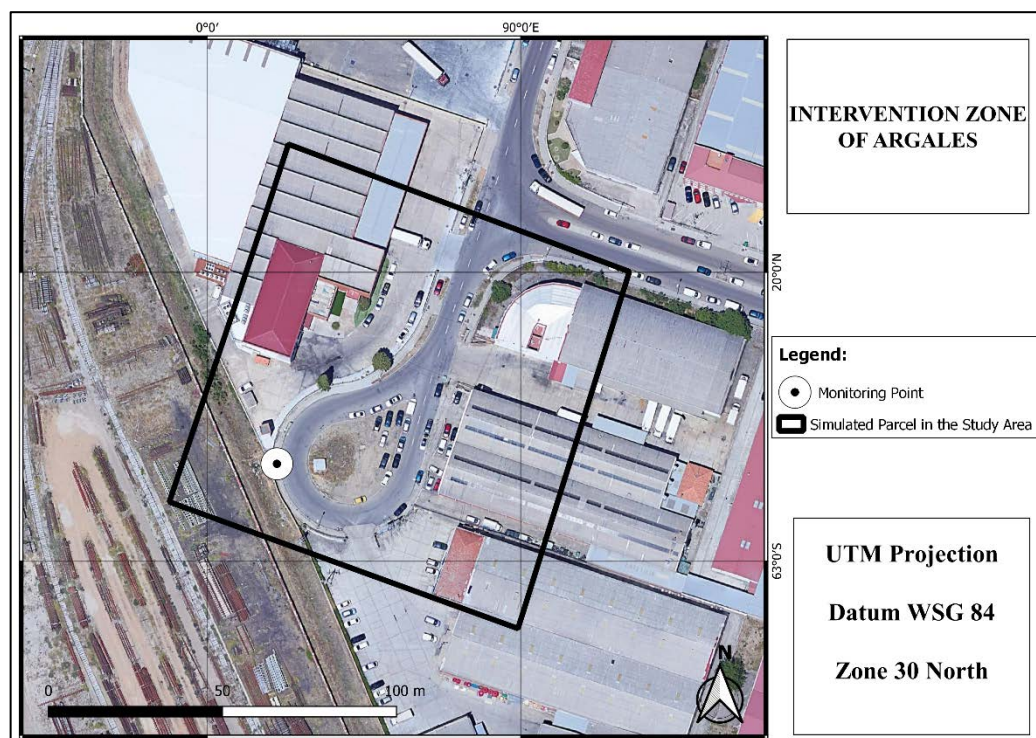 0°0′
90°0′E
INTERVENTION ZONE
OF ARGALES
20°0′N
Legend:
Monitoring Point
Simulated Parcel in the Study Area
63°0′S
UTM Projection
Datum WSG 84
Zone 30 North
N
0 50 100 m